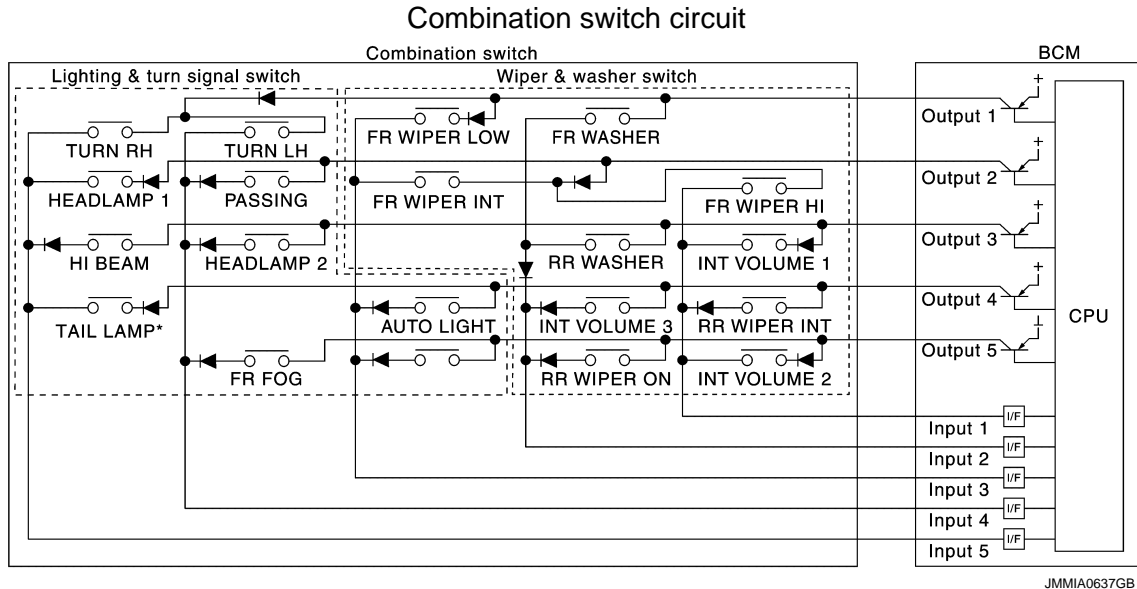 Combination switch circuit
Combination switch
BCM
Lighting & turn signal switch
Wiper & washer switch
+
Output 1
TURN RH
TURN LH
FR WIPER LOW
FR WASHER
+
Output 2
HEADLAMP 1
PASSING
FR WIPER INT
FR WIPER HI
+
Output 3
HI BEAM
HEADLAMP 2
RR WASHER
INT VOLUME 1
+
Output 4
TAIL LAMP*
AUTO LIGHT
INT VOLUME 3
RR WIPER INT
CPU
+
Output 5
FR FOG
RR WIPER ON
INT VOLUME 2
I/F
Input 1
I/F
Input 2
I/F
Input 3
I/F
Input 4
I/F
Input 5
JMMIA0637GB